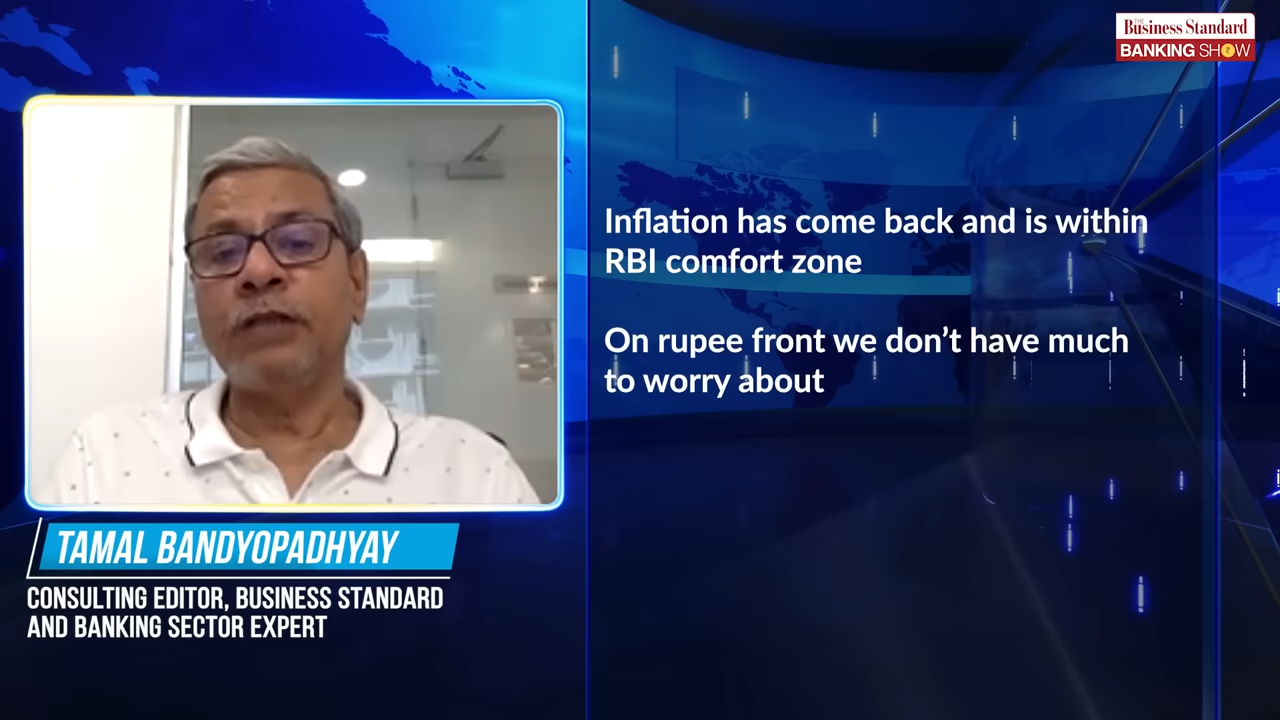 THE
Business Standard
BANKING SHOW
Inflation has come back and is within
RBI comfort zone
On rupee front we don’t have much
to worry about
TAMAL BANDYOPADHYAY
CONSULTING EDITOR, BUSINESS STANDARD
AND BANKING SECTOR EXPERT